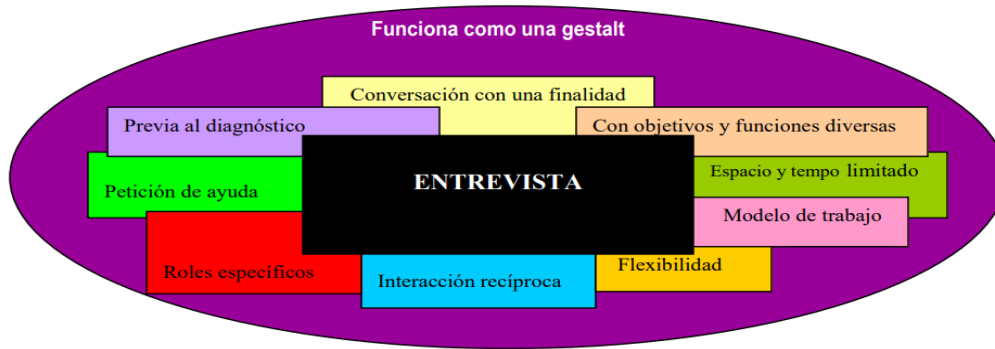 Funciona como una gestalt
Conversación con una finalidad
Previa al diagnóstico
Con objetivos y funciones diversas
Petición de ayuda
ENTREVISTA
Espacio y tempo limitado
Modelo de trabajo
Roles específicos
Interacción recíproca
Flexibilidad